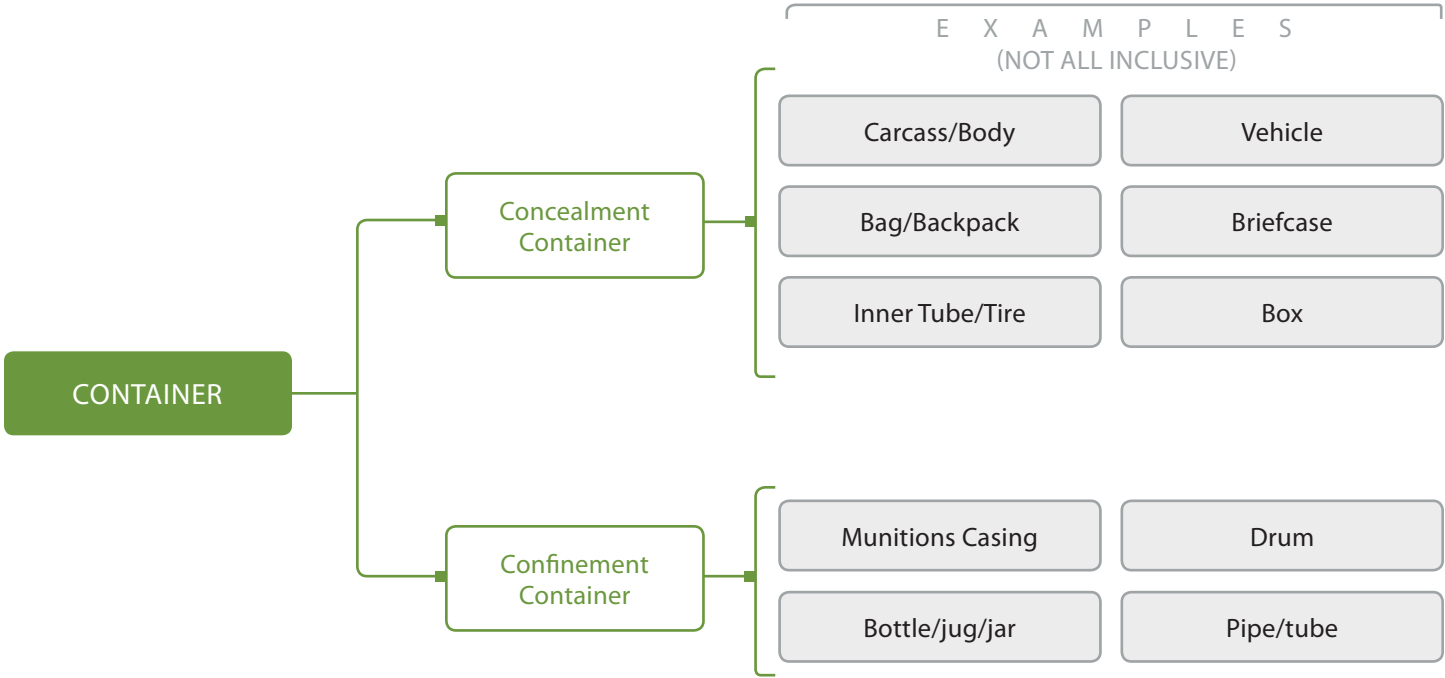 E X A M P L E S
(NOT ALL INCLUSIVE)
Carcass/Body
Vehicle
Concealment
Container
Bag/Backpack
Briefcase
Inner Tube/Tire
Box
CONTAINER
Munitions Casing
Drum
Confinement
Container
Bottle/jug/jar
Pipe/tube